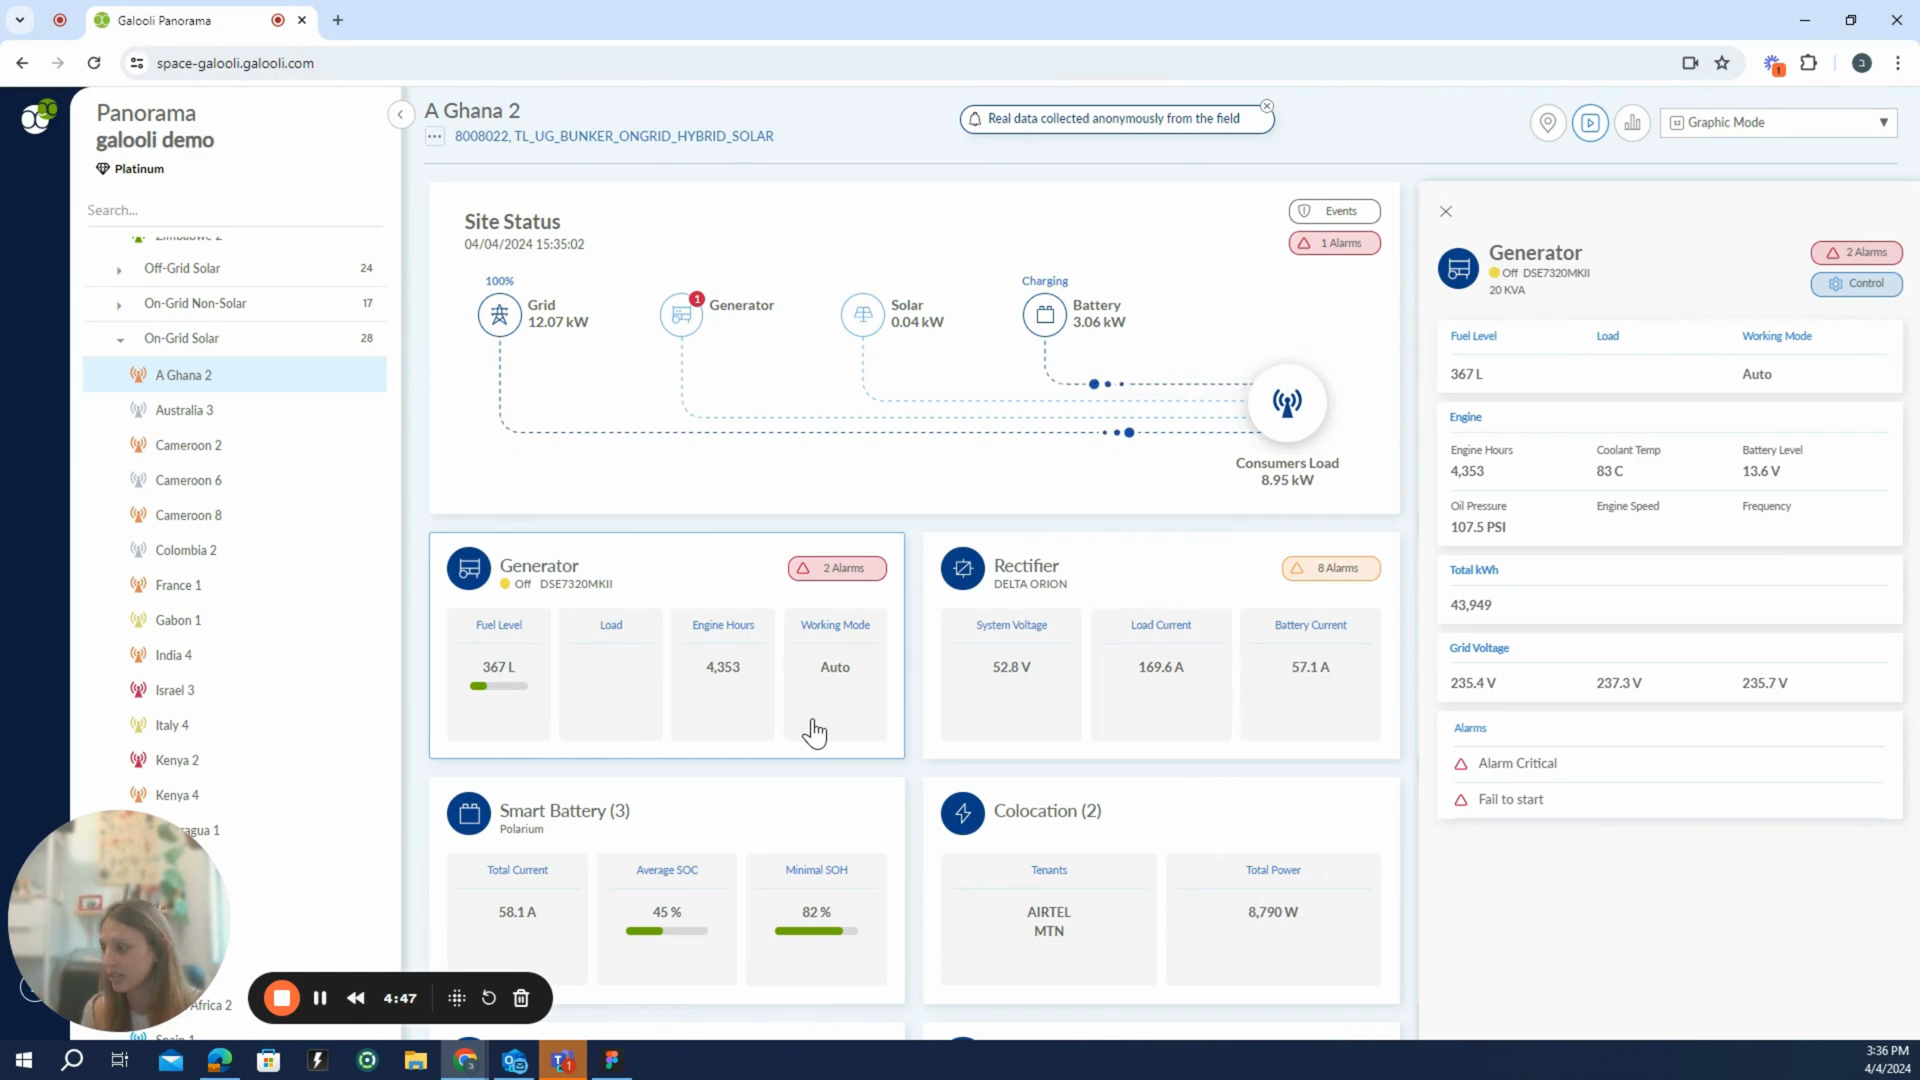 Galooli Panorama
space-galooli.galooli.com
1
Panorama
galooli demo
Platinum
Search...
Zimbabwe 2
Off-Grid Solar 24
On-Grid Non-Solar 17
On-Grid Solar 28
A Ghana 2
Australia 3
Cameroon 2
Cameroon 6
Cameroon 8
Colombia 2
France 1
Gabon 1
India 4
Israel 3
Italy 4
Kenya 2
Kenya 4
ragua 1
Africa 2
Spain 1
A Ghana 2
8008022, TL_UG_BUNKER_ONGRID_HYBRID_SOLAR
Real data collected anonymously from the field
Graphic Mode
Site Status
04/04/2024 15:35:02
Events
1 Alarms
100%
Grid
12.07 kW
1
Generator
Solar
0.04 kW
Charging
Battery
3.06 kW
Consumers Load
8.95 kW
Generator
Off DSE7320MKII
2 Alarms
Fuel Level Load Engine Hours Working Mode
367 L 4,353 Auto
Rectifier
DELTA ORION
8 Alarms
System Voltage Load Current Battery Current
52.8 V 169.6 A 57.1 A
Smart Battery (3)
Polarium
Total Current Average SOC Minimal SOH
58.1 A 45 % 82 %
Colocation (2)
Tenants Total Power
AIRTEL 8,790 W
MTN
Generator
Off DSE7320MKII
20 KVA
2 Alarms
Control
Fuel Level Load Working Mode
367 L Auto
Engine
Engine Hours Coolant Temp Battery Level
4,353 83 C 13.6 V
Oil Pressure Engine Speed Frequency
107.5 PSI
Total kWh
43,949
Grid Voltage
235.4 V 237.3 V 235.7 V
Alarms
Alarm Critical
Fail to start
4:47
3:36 PM
4/4/2024